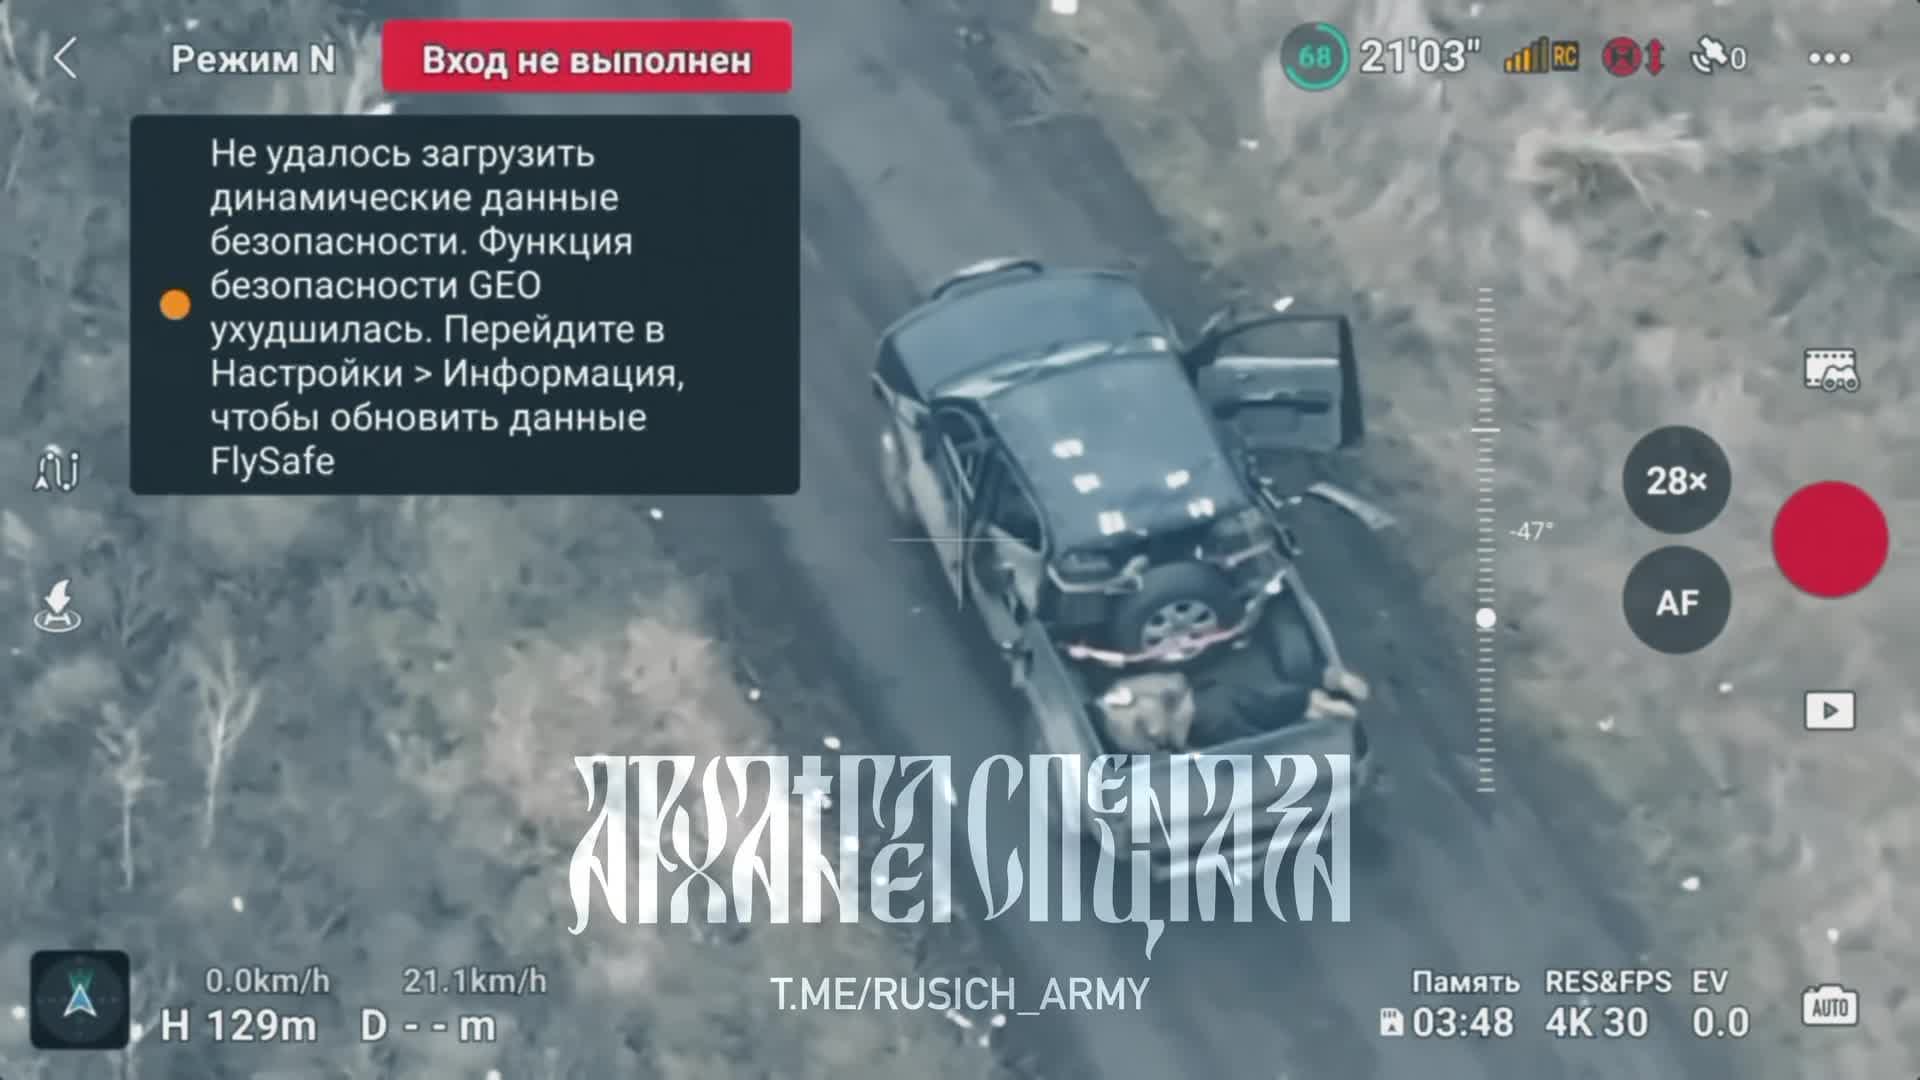 Режим N
Вход не выполнен
68
21'03"
RC
0
Не удалось загрузить
динамические данные
безопасности. Функция
безопасности GEO
ухудшилась. Перейдите в
Настройки > Информация,
чтобы обновить данные
FlySafe
28×
-47°
AF
АРХАНГЕЛ СПЕЦНАЗА
T.ME/RUSICH_ARMY
0.0km/h 21.1km/h
H 129m D - - m
Память RES&FPS EV
03:48 4K 30 0.0
AUTO